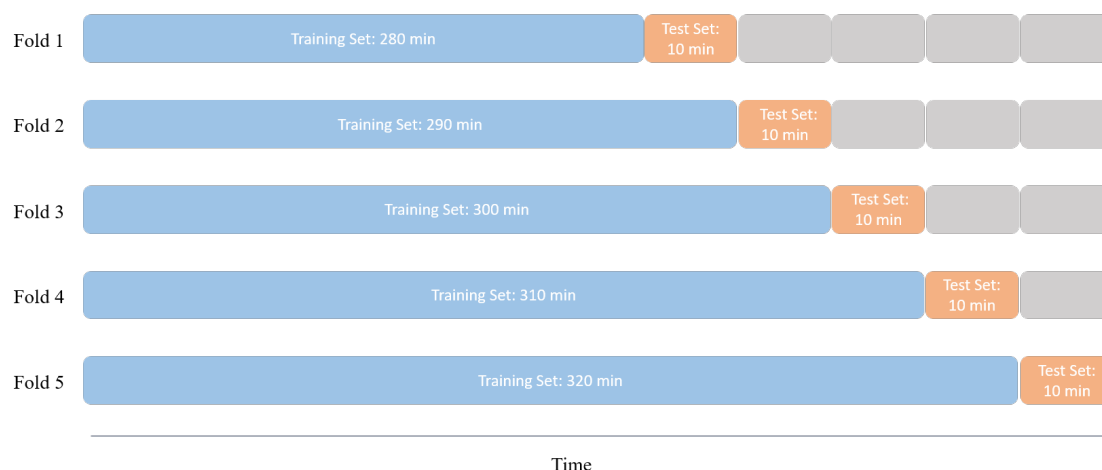 Fold 1
Training Set: 280 min
Test Set:
10 min
Fold 2
Training Set: 290 min
Test Set:
10 min
Fold 3
Training Set: 300 min
Test Set:
10 min
Fold 4
Training Set: 310 min
Test Set:
10 min
Fold 5
Training Set: 320 min
Test Set:
10 min
Time